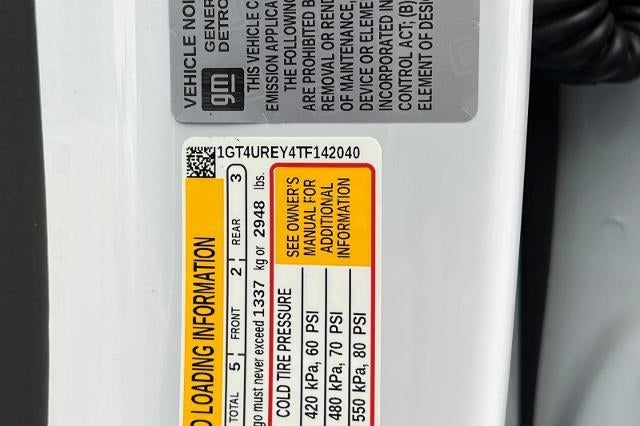 VEHICLE NOI
GENER
DETRO
gm
THIS VEHICLE C
EMISSION APPLICA
THE FOLLOWING
ARE PROHIBITED B
REMOVAL OR REND
OF MAINTENANCE,
DEVICE OR ELEME
INCORPORATED IN
CONTROL ACT; (B)
ELEMENT OF DESIG
1GT4UREY4TF142040
D LOADING INFORMATION
TOTAL 5 FRONT 2 REAR 3
go must never exceed 1337 kg or 2948 lbs.
COLD TIRE PRESSURE
420 kPa, 60 PSI
480 kPa, 70 PSI
550 kPa, 80 PSI
SEE OWNER'S
MANUAL FOR
ADDITIONAL
INFORMATION